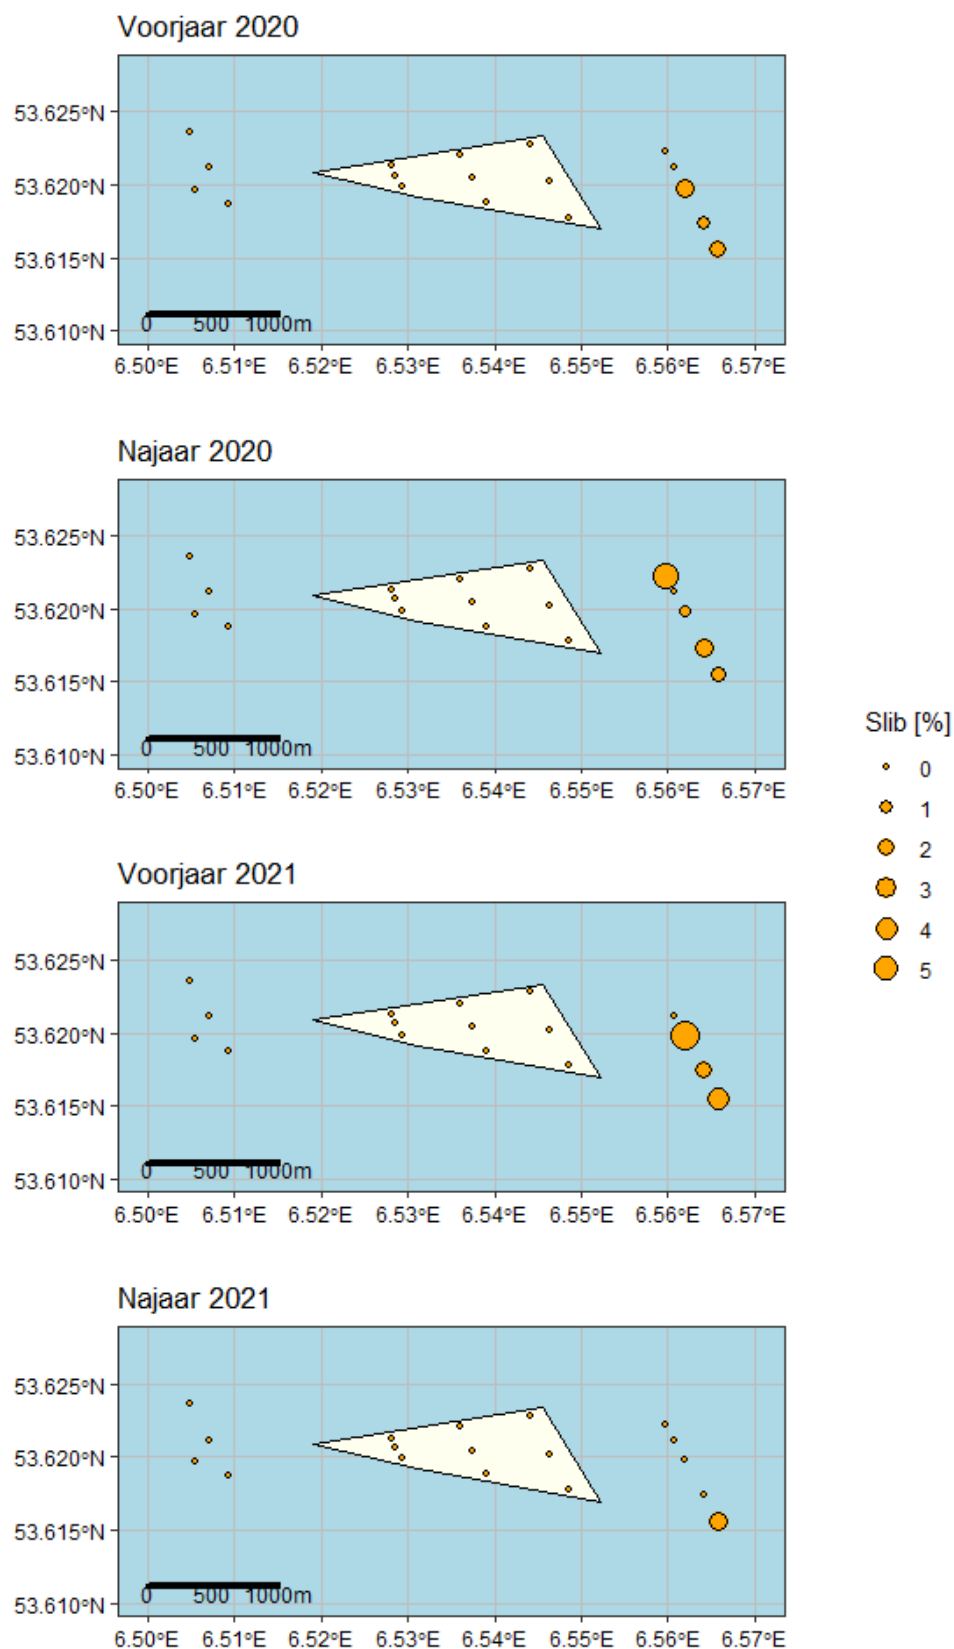 Voorjaar 2020
53.625°N
53.620°N
53.615°N
53.610°N
0 500 1000m
6.50°E 6.51°E 6.52°E 6.53°E 6.54°E 6.55°E 6.56°E 6.57°E
Najaar 2020
53.625°N
53.620°N
53.615°N
53.610°N
0 500 1000m
6.50°E 6.51°E 6.52°E 6.53°E 6.54°E 6.55°E 6.56°E 6.57°E
Voorjaar 2021
53.625°N
53.620°N
53.615°N
53.610°N
0 500 1000m
6.50°E 6.51°E 6.52°E 6.53°E 6.54°E 6.55°E 6.56°E 6.57°E
Najaar 2021
53.625°N
53.620°N
53.615°N
53.610°N
0 500 1000m
6.50°E 6.51°E 6.52°E 6.53°E 6.54°E 6.55°E 6.56°E 6.57°E
Slib [%]
0
1
2
3
4
5